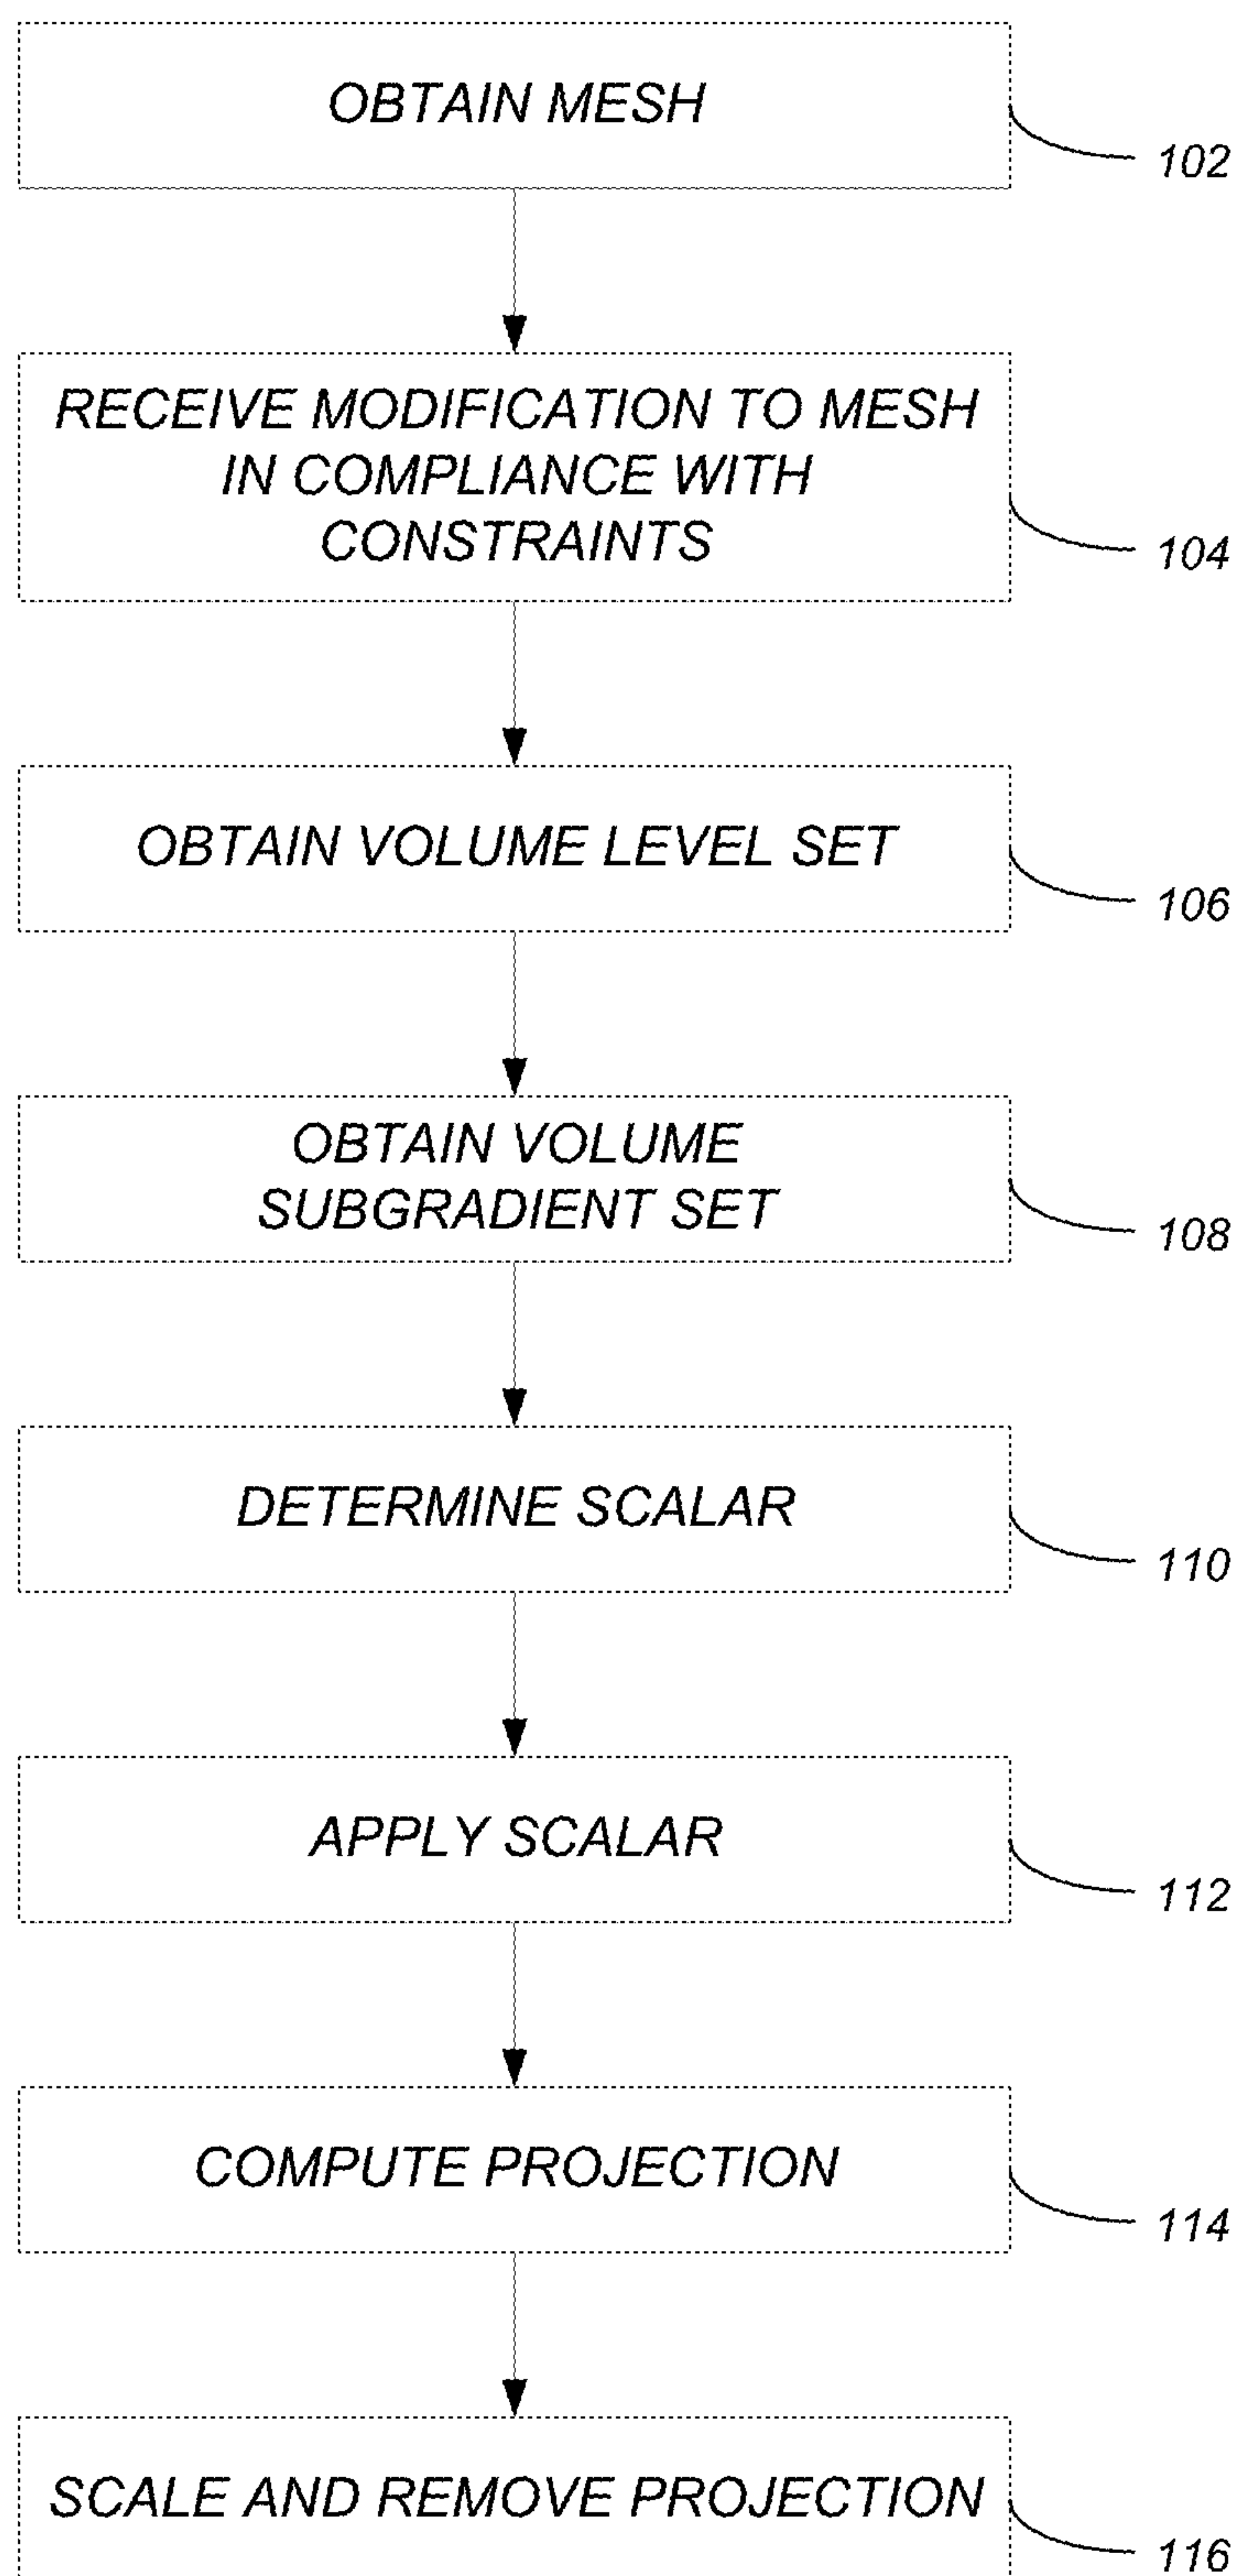 OBTAIN MESH
102
RECEIVE MODIFICATION TO MESH
IN COMPLIANCE WITH
CONSTRAINTS
104
OBTAIN VOLUME LEVEL SET
106
OBTAIN VOLUME
SUBGRADIENT SET
108
DETERMINE SCALAR
110
APPLY SCALAR
112
COMPUTE PROJECTION
114
SCALE AND REMOVE PROJECTION
116